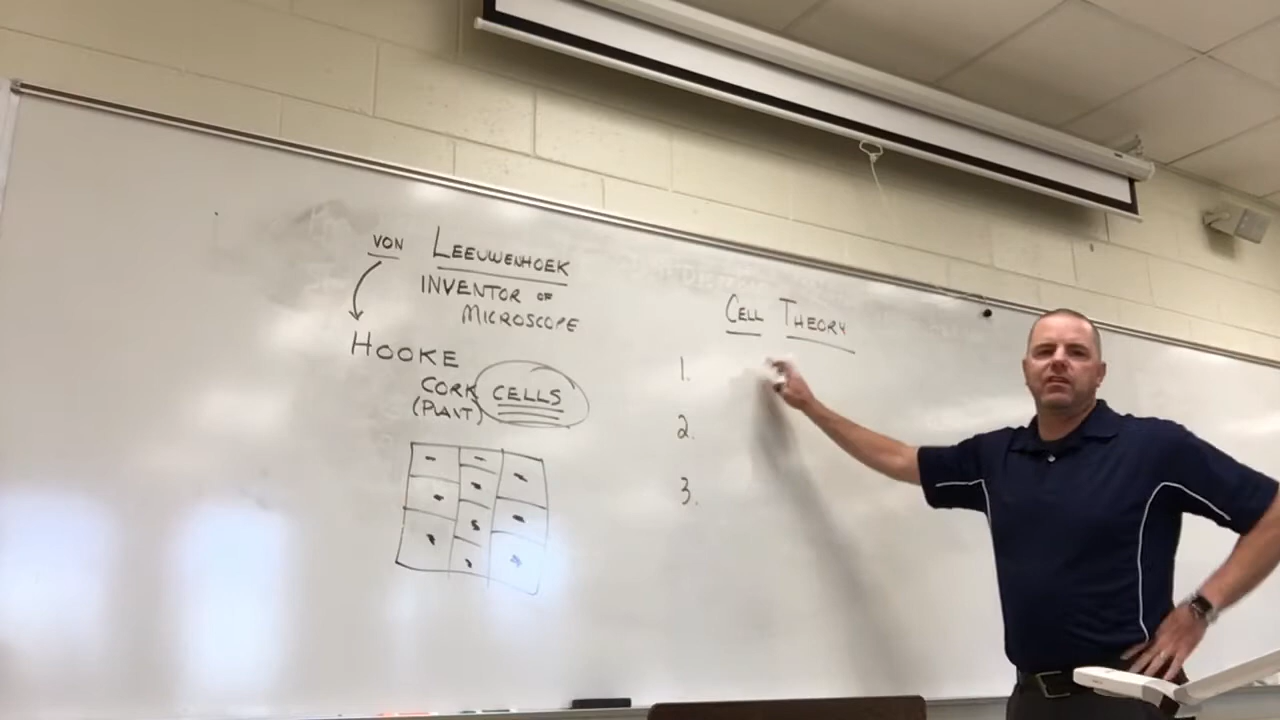 VON LEEUWENHOEK
INVENTOR OF
MICROSCOPE
HOOKE
CORK CELLS
(PLANT)
CELL THEORY
1.
2.
3.